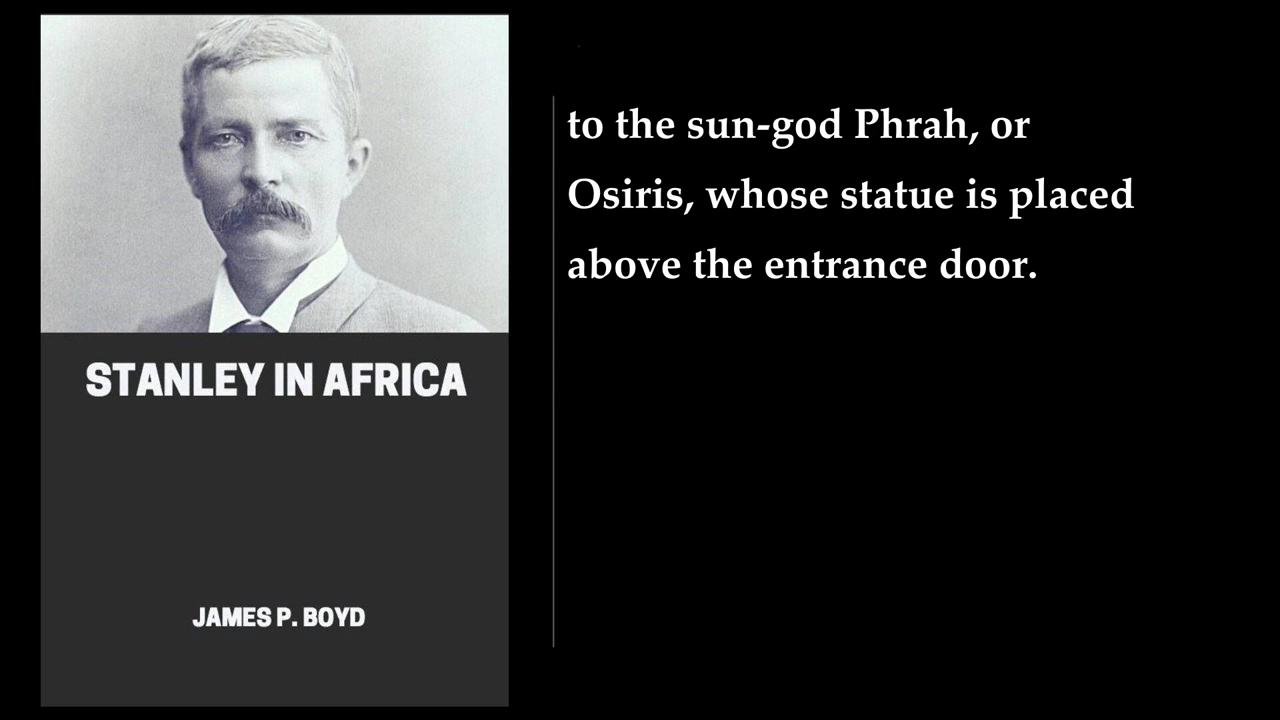 STANLEY IN AFRICA
JAMES P. BOYD
to the sun-god Phrah, or
Osiris, whose statue is placed
above the entrance door.